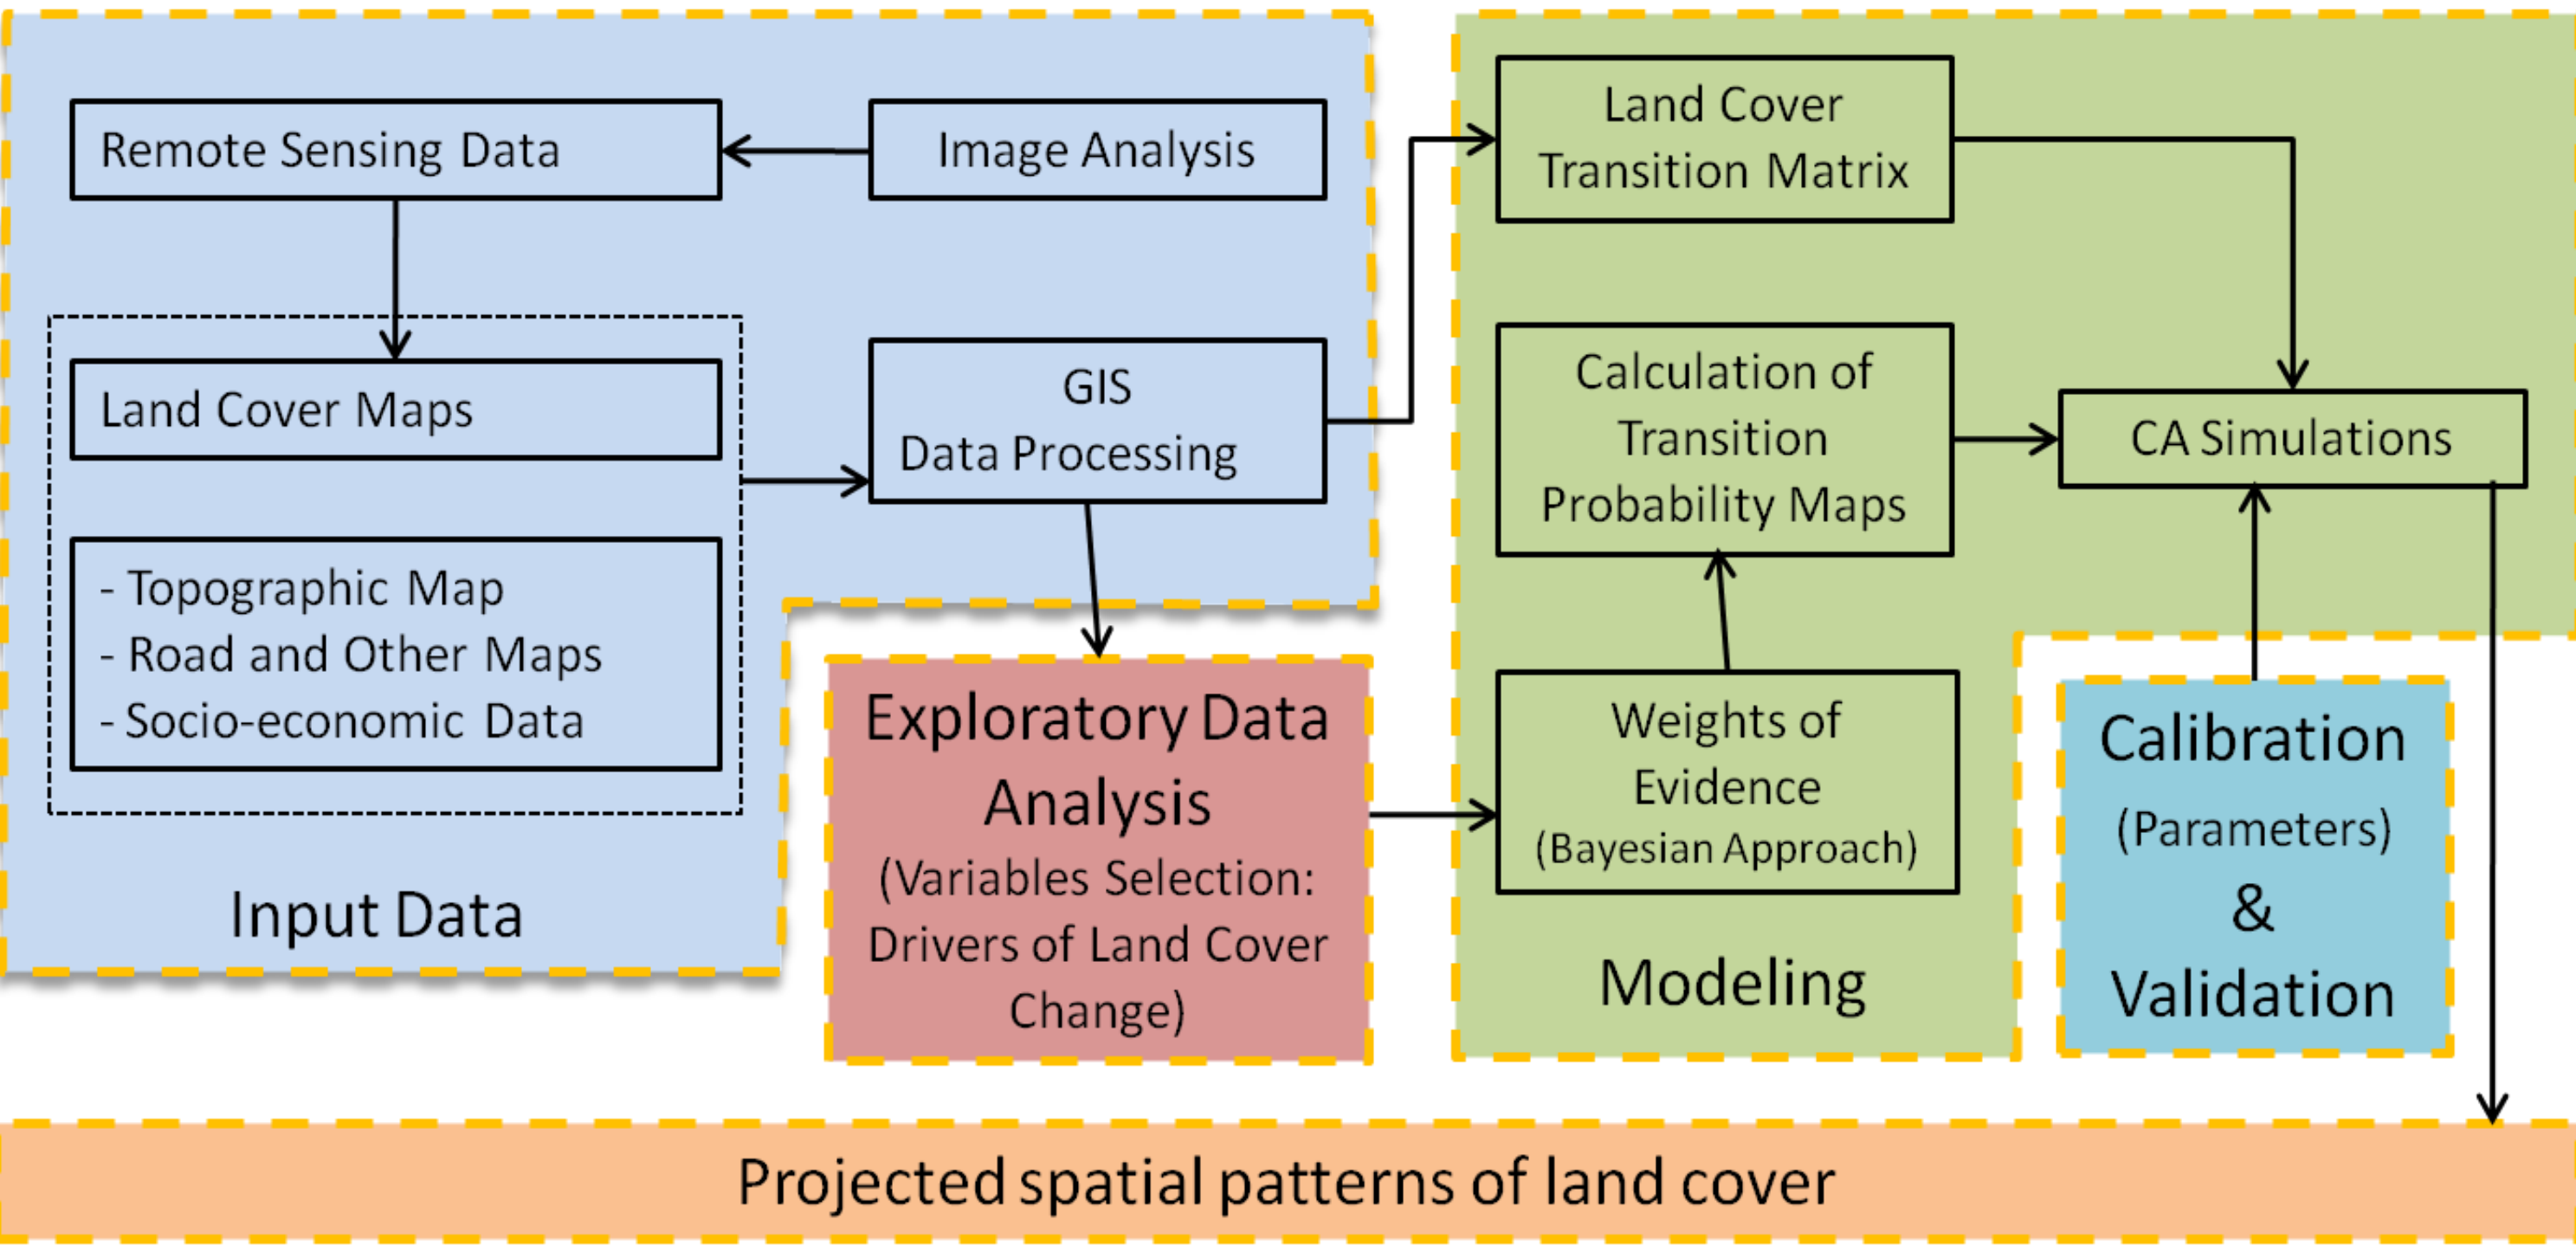 Remote Sensing Data
Image Analysis
Land Cover Maps
GIS
Data Processing
- Topographic Map
- Road and Other Maps
- Socio-economic Data
Input Data
Exploratory Data
Analysis
(Variables Selection:
Drivers of Land Cover
Change)
Land Cover
Transition Matrix
Calculation of
Transition
Probability Maps
CA Simulations
Weights of
Evidence
(Bayesian Approach)
Modeling
Calibration
(Parameters)
&
Validation
Projected spatial patterns of land cover